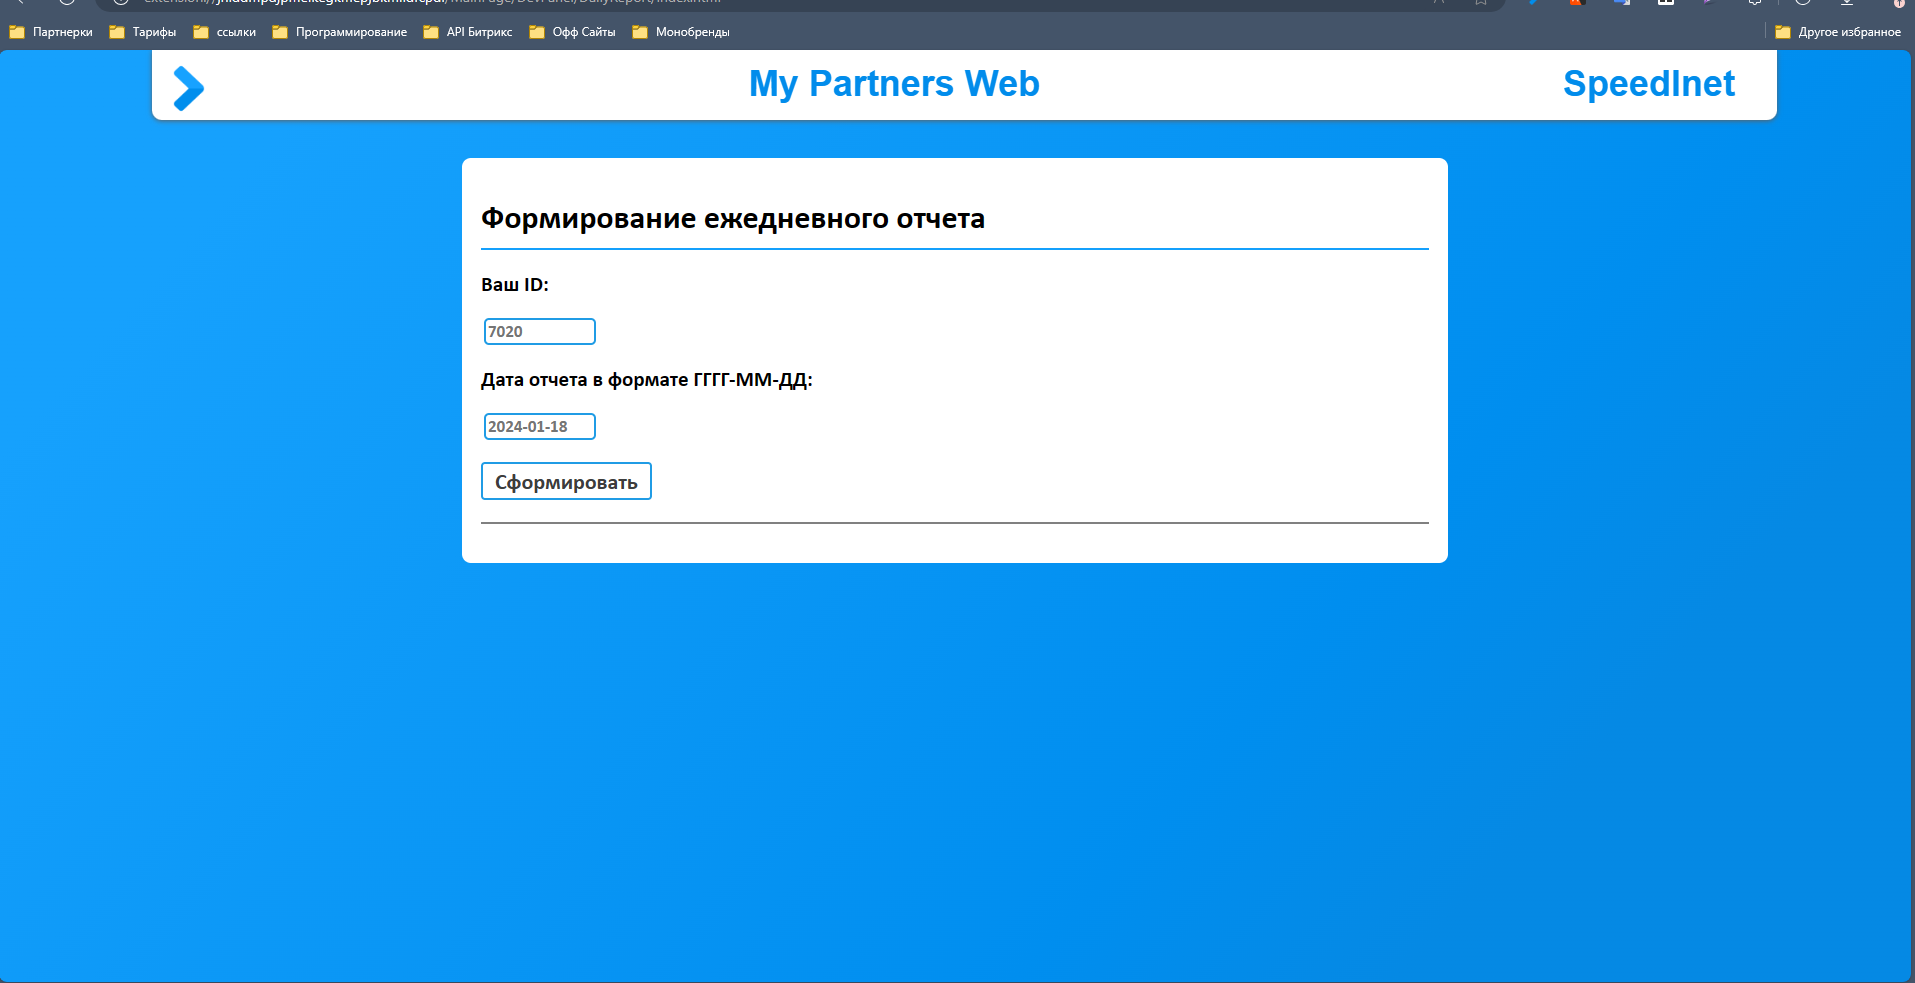 Партнерки Тарифы ссылки Программирование API Битрикс Офф Сайты Монобренды Другое избранное
My Partners Web SpeedInet
Формирование ежедневного отчета
Ваш ID:
7020
Дата отчета в формате ГГГГ-ММ-ДД:
2024-01-18
Сформировать